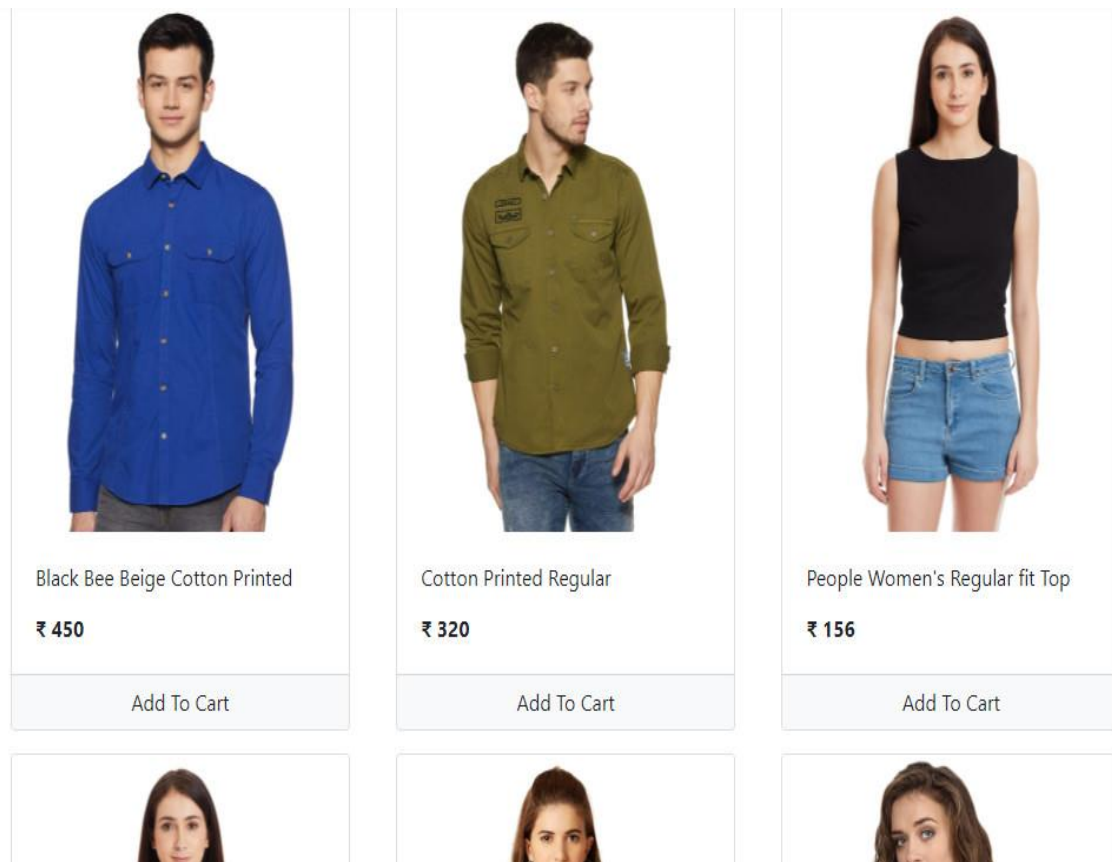 Black Bee Beige Cotton Printed
₹ 450
Add To Cart
Cotton Printed Regular
₹ 320
Add To Cart
People Women's Regular fit Top
₹ 156
Add To Cart